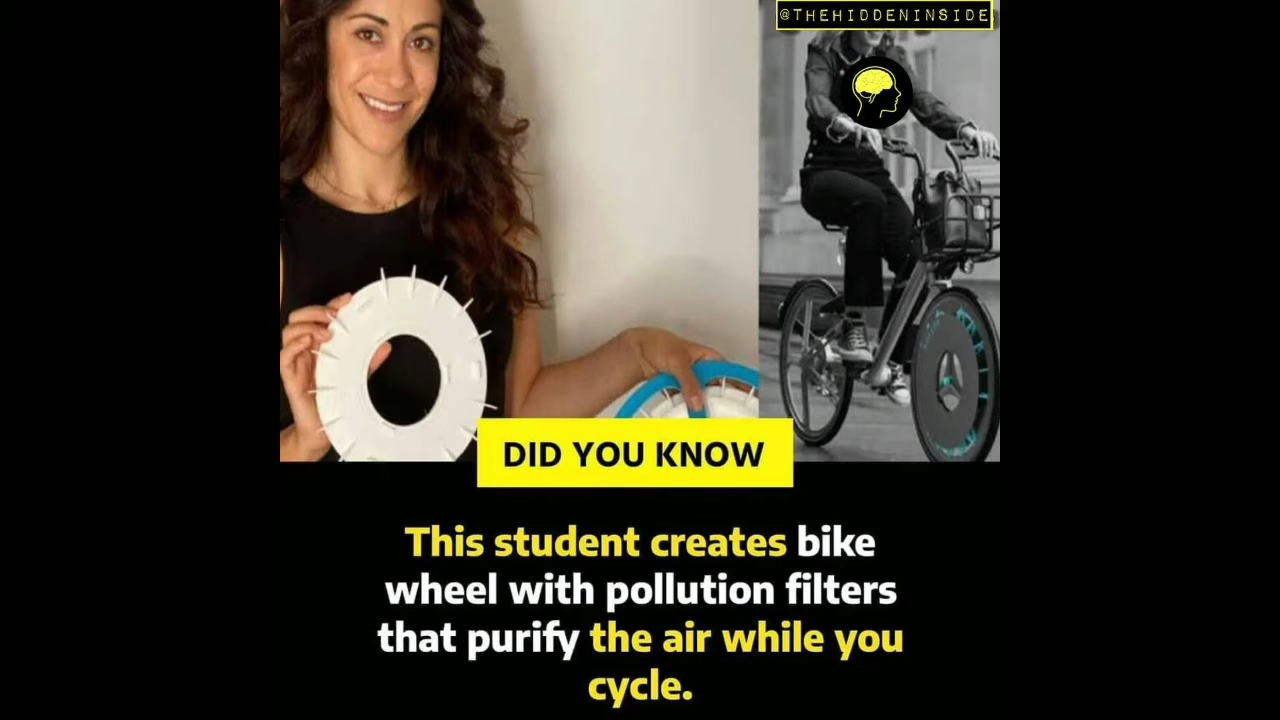 @THEHIDDENINSIDE
DID YOU KNOW
This student creates bike
wheel with pollution filters
that purify the air while you
cycle.